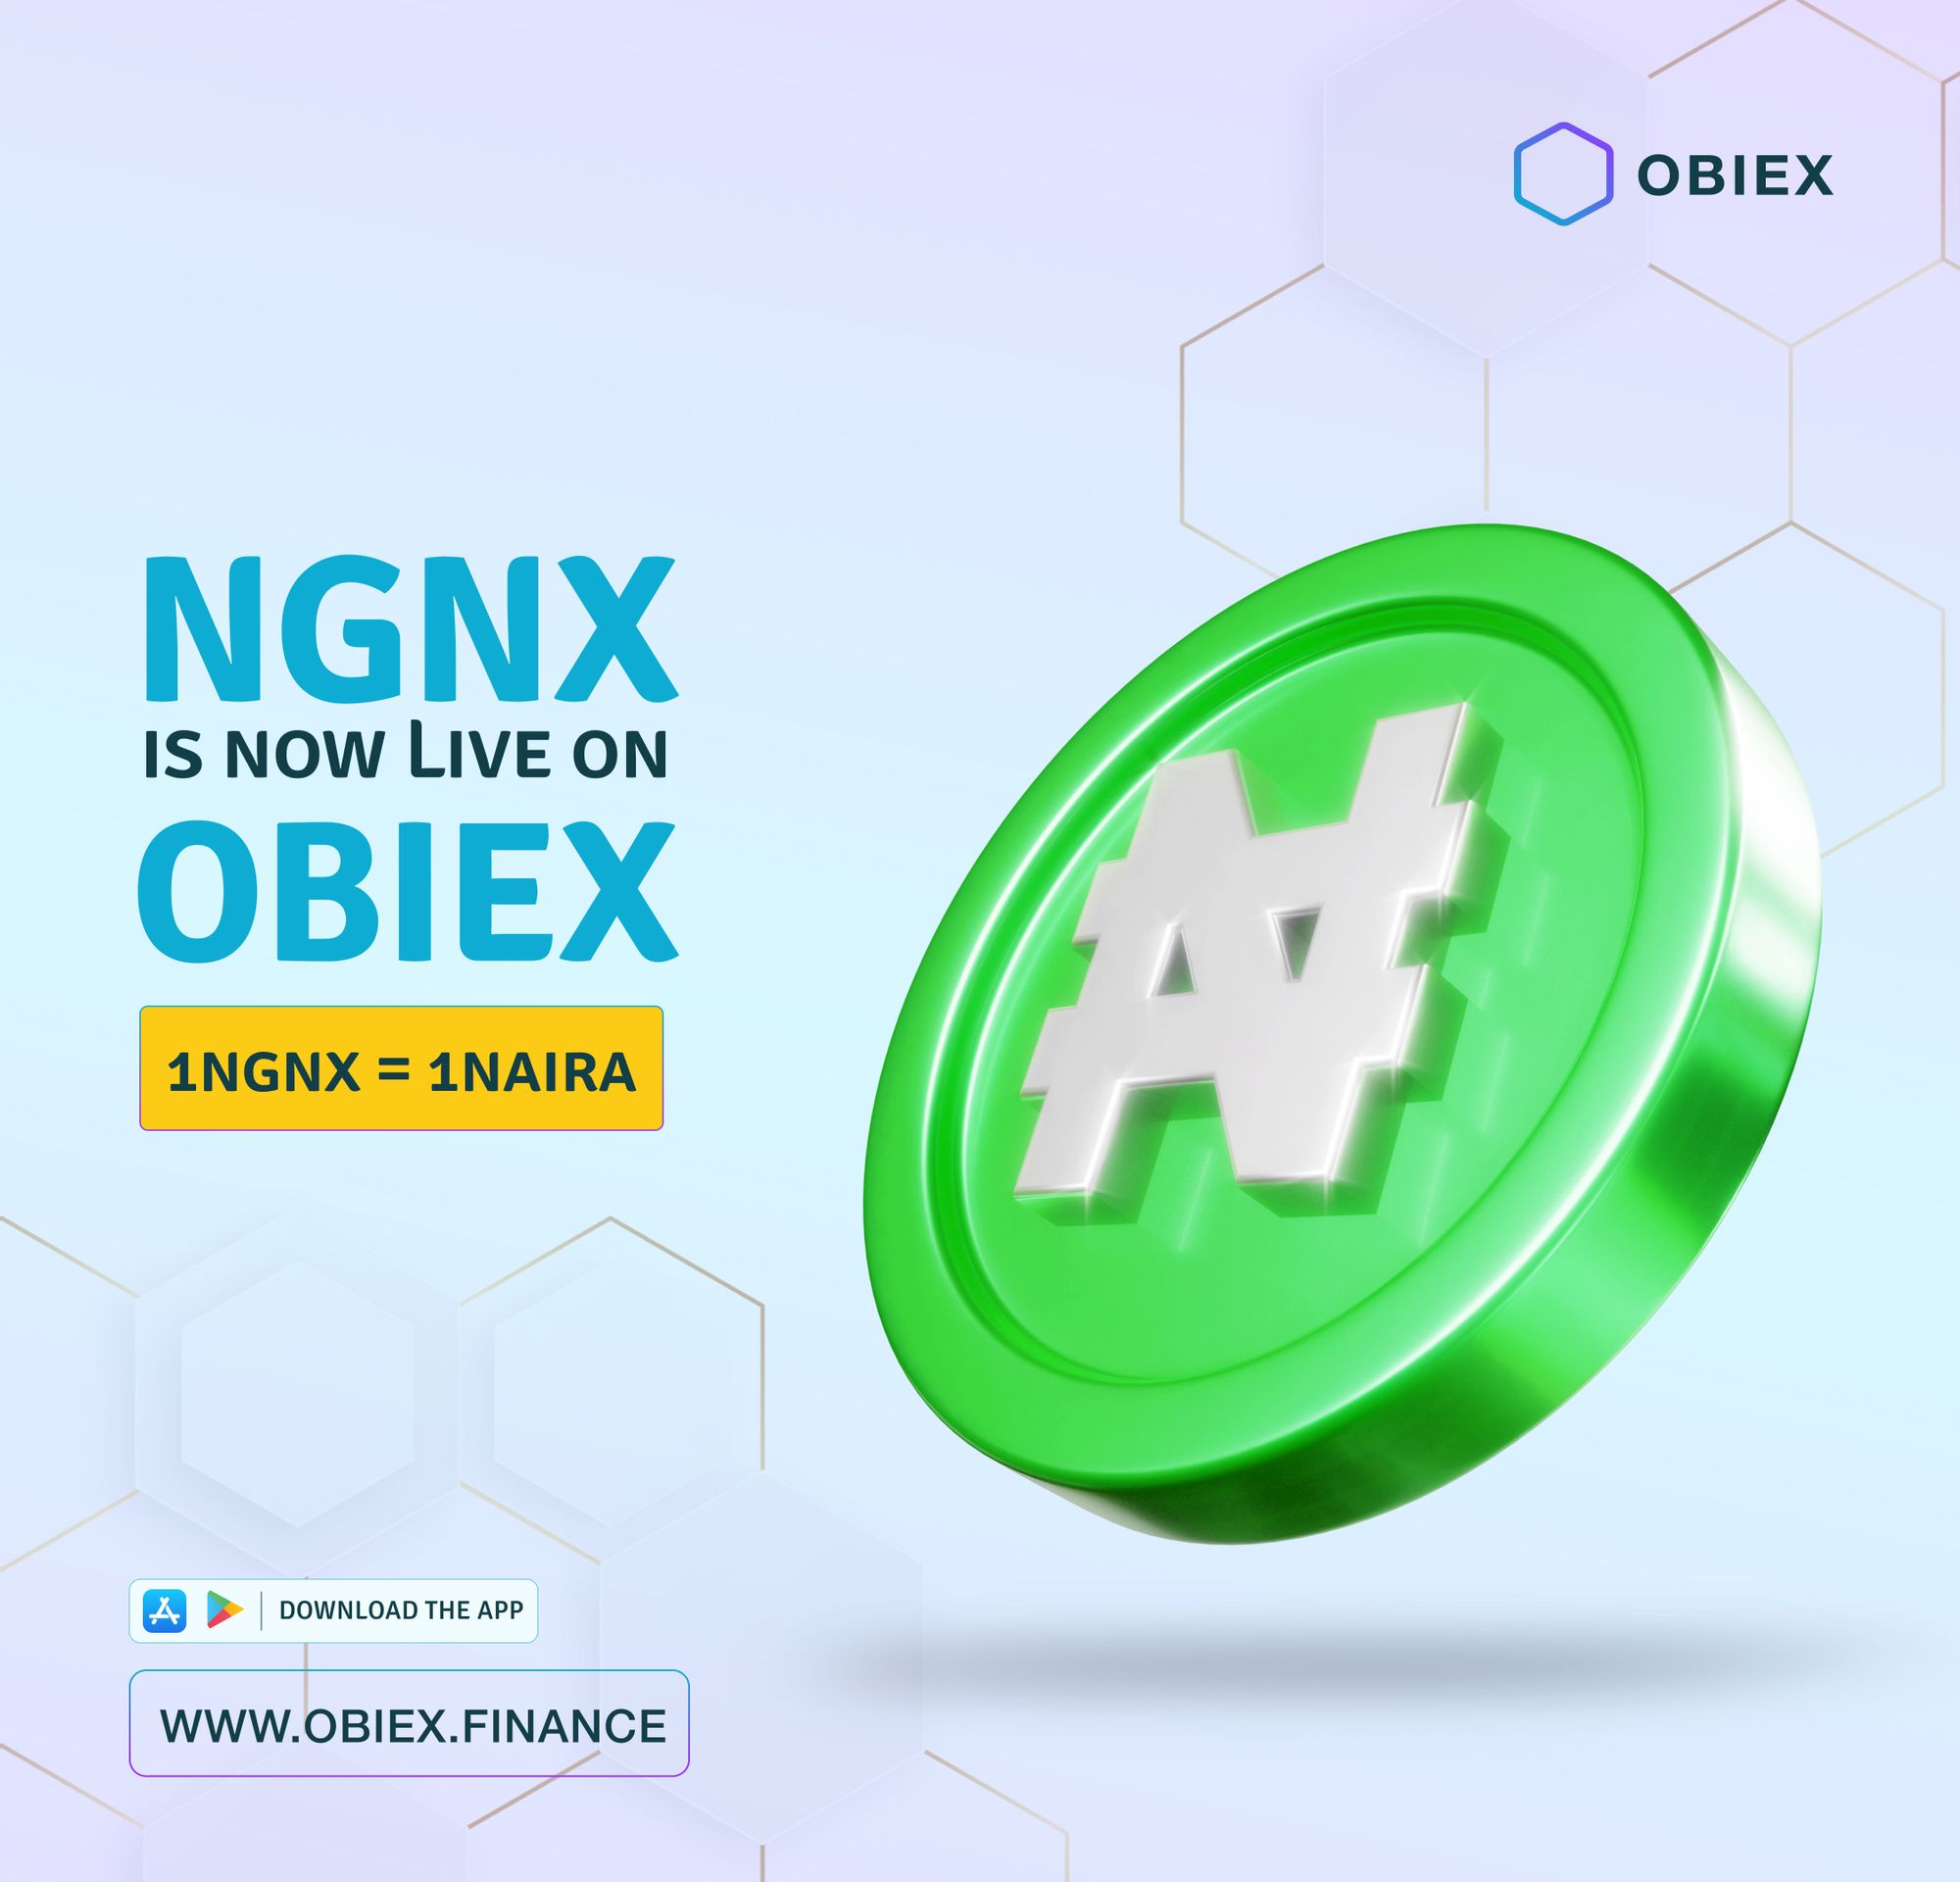 OBIEX
NGNX
IS NOW LIVE ON
OBIEX
1NGNX = 1NAIRA
₦
DOWNLOAD THE APP
WWW.OBIEX.FINANCE